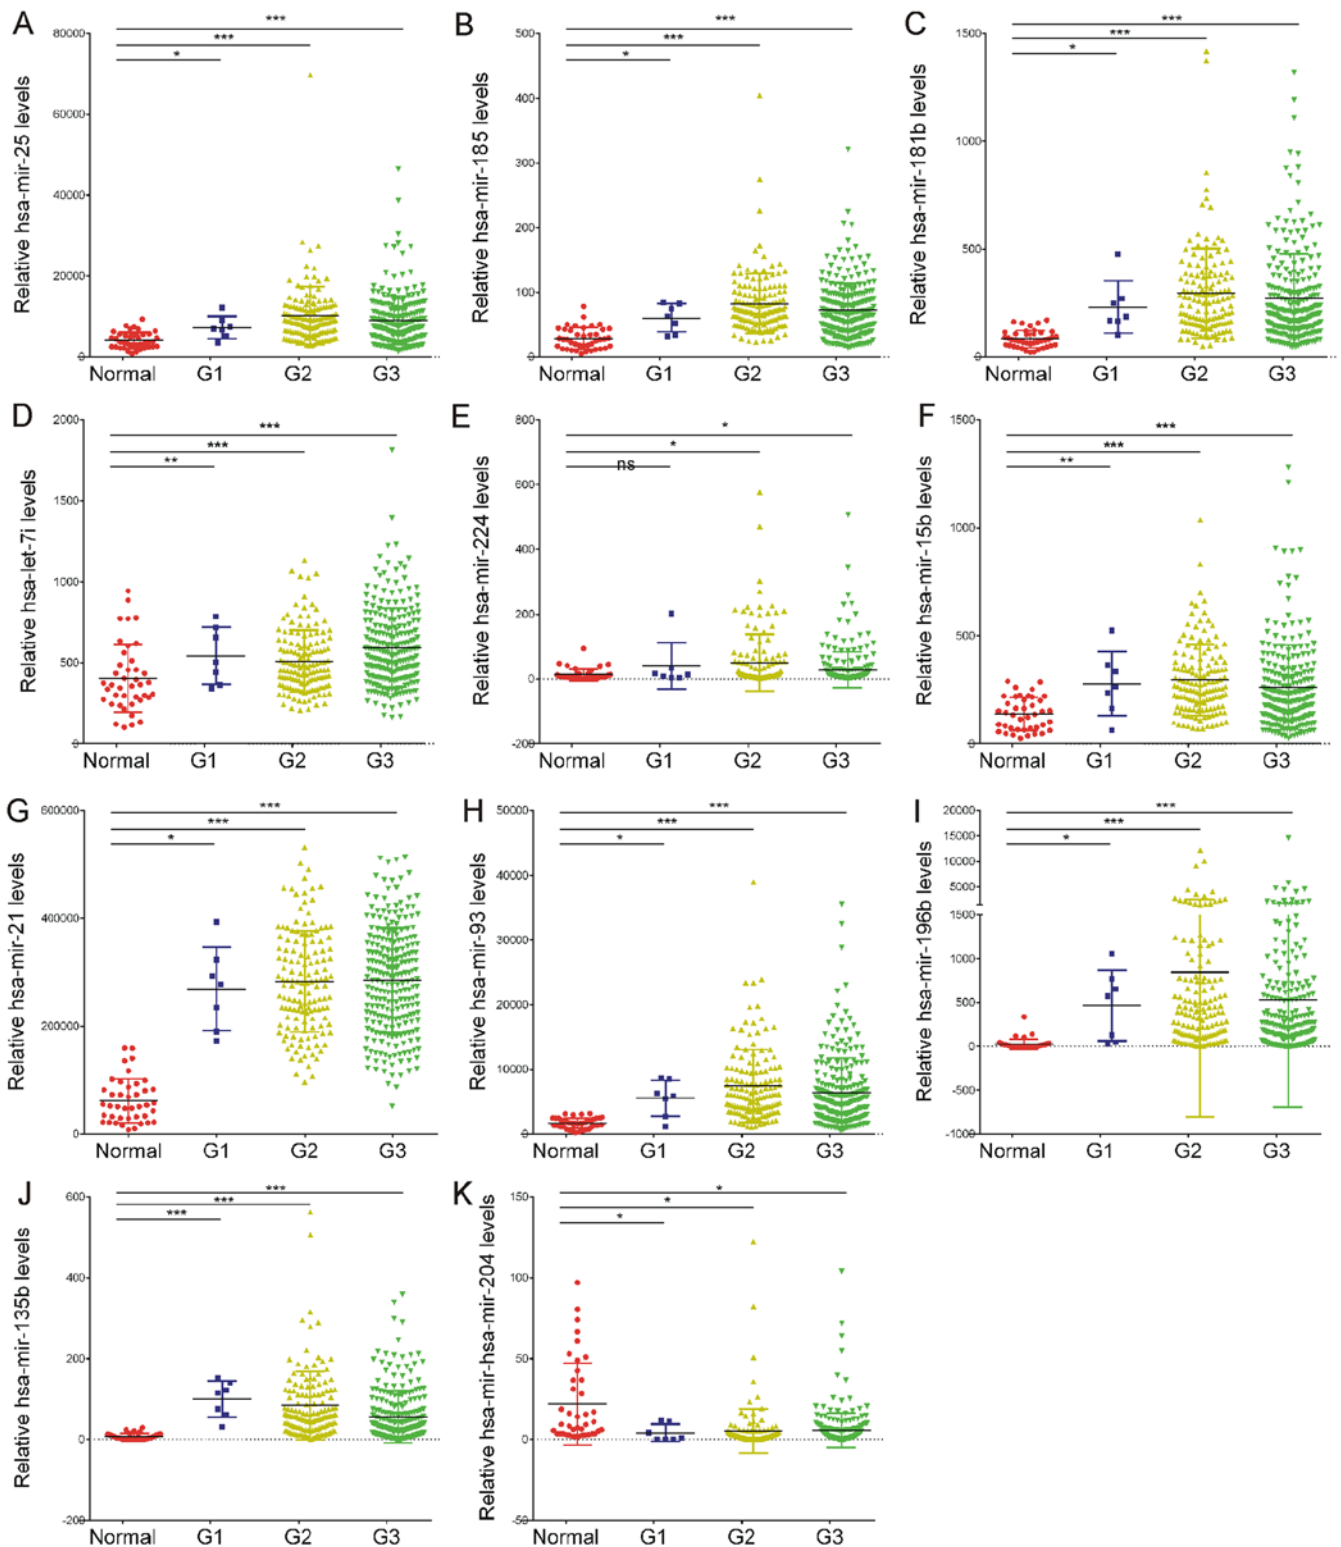 A
Relative hsa-mir-25 levels
***
***
*
80000
60000
40000
20000
0
Normal G1 G2 G3
B
Relative hsa-mir-185 levels
***
***
*
500
400
300
200
100
0
Normal G1 G2 G3
C
Relative hsa-mir-181b levels
***
***
*
1500
1000
500
0
Normal G1 G2 G3
D
Relative hsa-let-7i levels
***
***
**
2000
1500
1000
500
0
Normal G1 G2 G3
E
Relative hsa-mir-224 levels
*
*
ns
800
600
400
200
0
-200
Normal G1 G2 G3
F
Relative hsa-mir-15b levels
***
***
**
1500
1000
500
0
Normal G1 G2 G3
G
Relative hsa-mir-21 levels
***
***
*
600000
400000
200000
0
Normal G1 G2 G3
H
Relative hsa-mir-93 levels
***
***
*
50000
40000
30000
20000
10000
0
Normal G1 G2 G3
I
Relative hsa-mir-196b levels
***
***
*
20000
15000
10000
5000
1500
1000
500
0
-500
-1000
Normal G1 G2 G3
J
Relative hsa-mir-135b levels
***
***
***
600
400
200
0
-200
Normal G1 G2 G3
K
Relative hsa-mir-hsa-mir-204 levels
*
*
*
150
100
50
0
-50
Normal G1 G2 G3